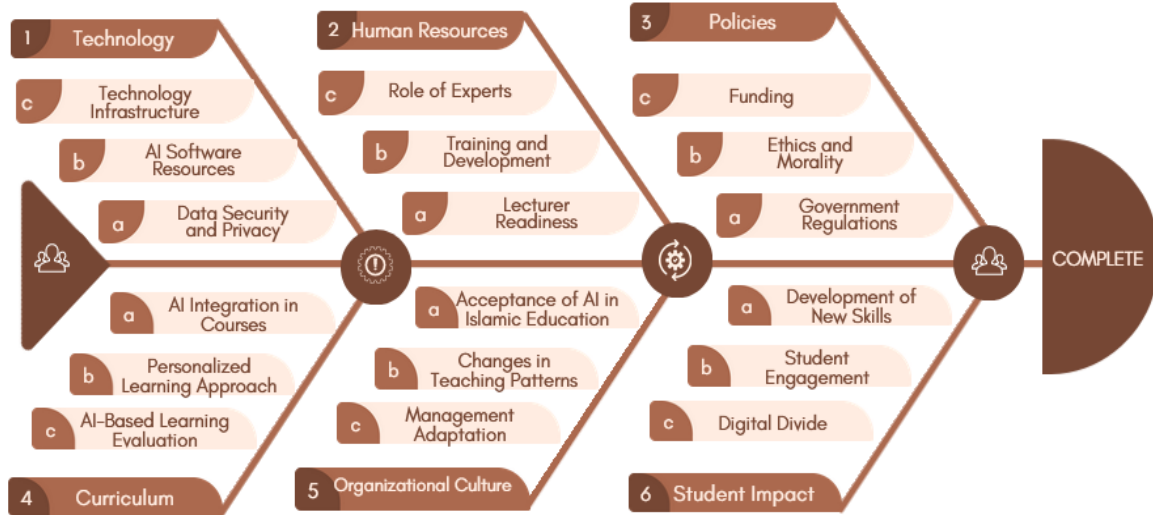 1 Technology
c Technology
Infrastructure
b AI Software
Resources
a Data Security
and Privacy
2 Human Resources
c Role of Experts
b Training and
Development
a Lecturer
Readiness
3 Policies
c Funding
b Ethics and
Morality
a Government
Regulations
COMPLETE
a AI Integration in
Courses
b Personalized
Learning Approach
c AI-Based Learning
Evaluation
4 Curriculum
a Acceptance of AI in
Islamic Education
b Changes in
Teaching Patterns
c Management
Adaptation
5 Organizational Culture
a Development of
New Skills
b Student
Engagement
c Digital Divide
6 Student Impact